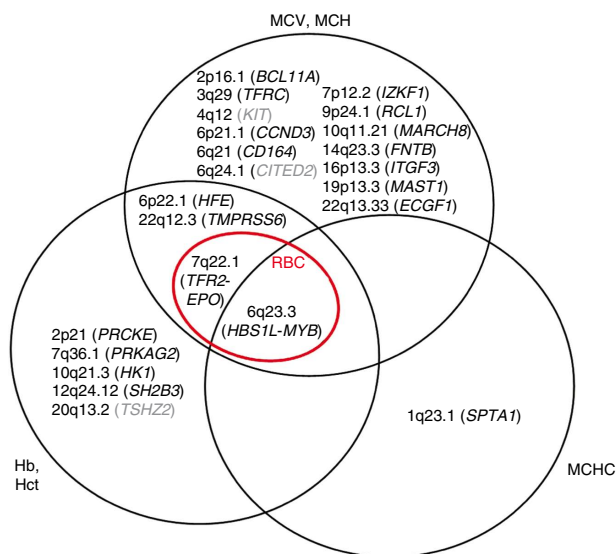 MCV, MCH
2p16.1 (BCL11A)
3q29 (TFRC)
4q12 (KIT)
6p21.1 (CCND3)
6q21 (CD164)
6q24.1 (CITED2)
7p12.2 (IZKF1)
9p24.1 (RCL1)
10q11.21 (MARCH8)
14q23.3 (FNTB)
16p13.3 (ITGF3)
19p13.3 (MAST1)
22q13.33 (ECGF1)
6p22.1 (HFE)
22q12.3 (TMPRSS6)
RBC
7q22.1
(TFR2-
EPO)
6q23.3
(HBS1L-MYB)
2p21 (PRCKE)
7q36.1 (PRKAG2)
10q21.3 (HK1)
12q24.12 (SH2B3)
20q13.2 (TSHZ2)
1q23.1 (SPTA1)
Hb,
Hct
MCHC